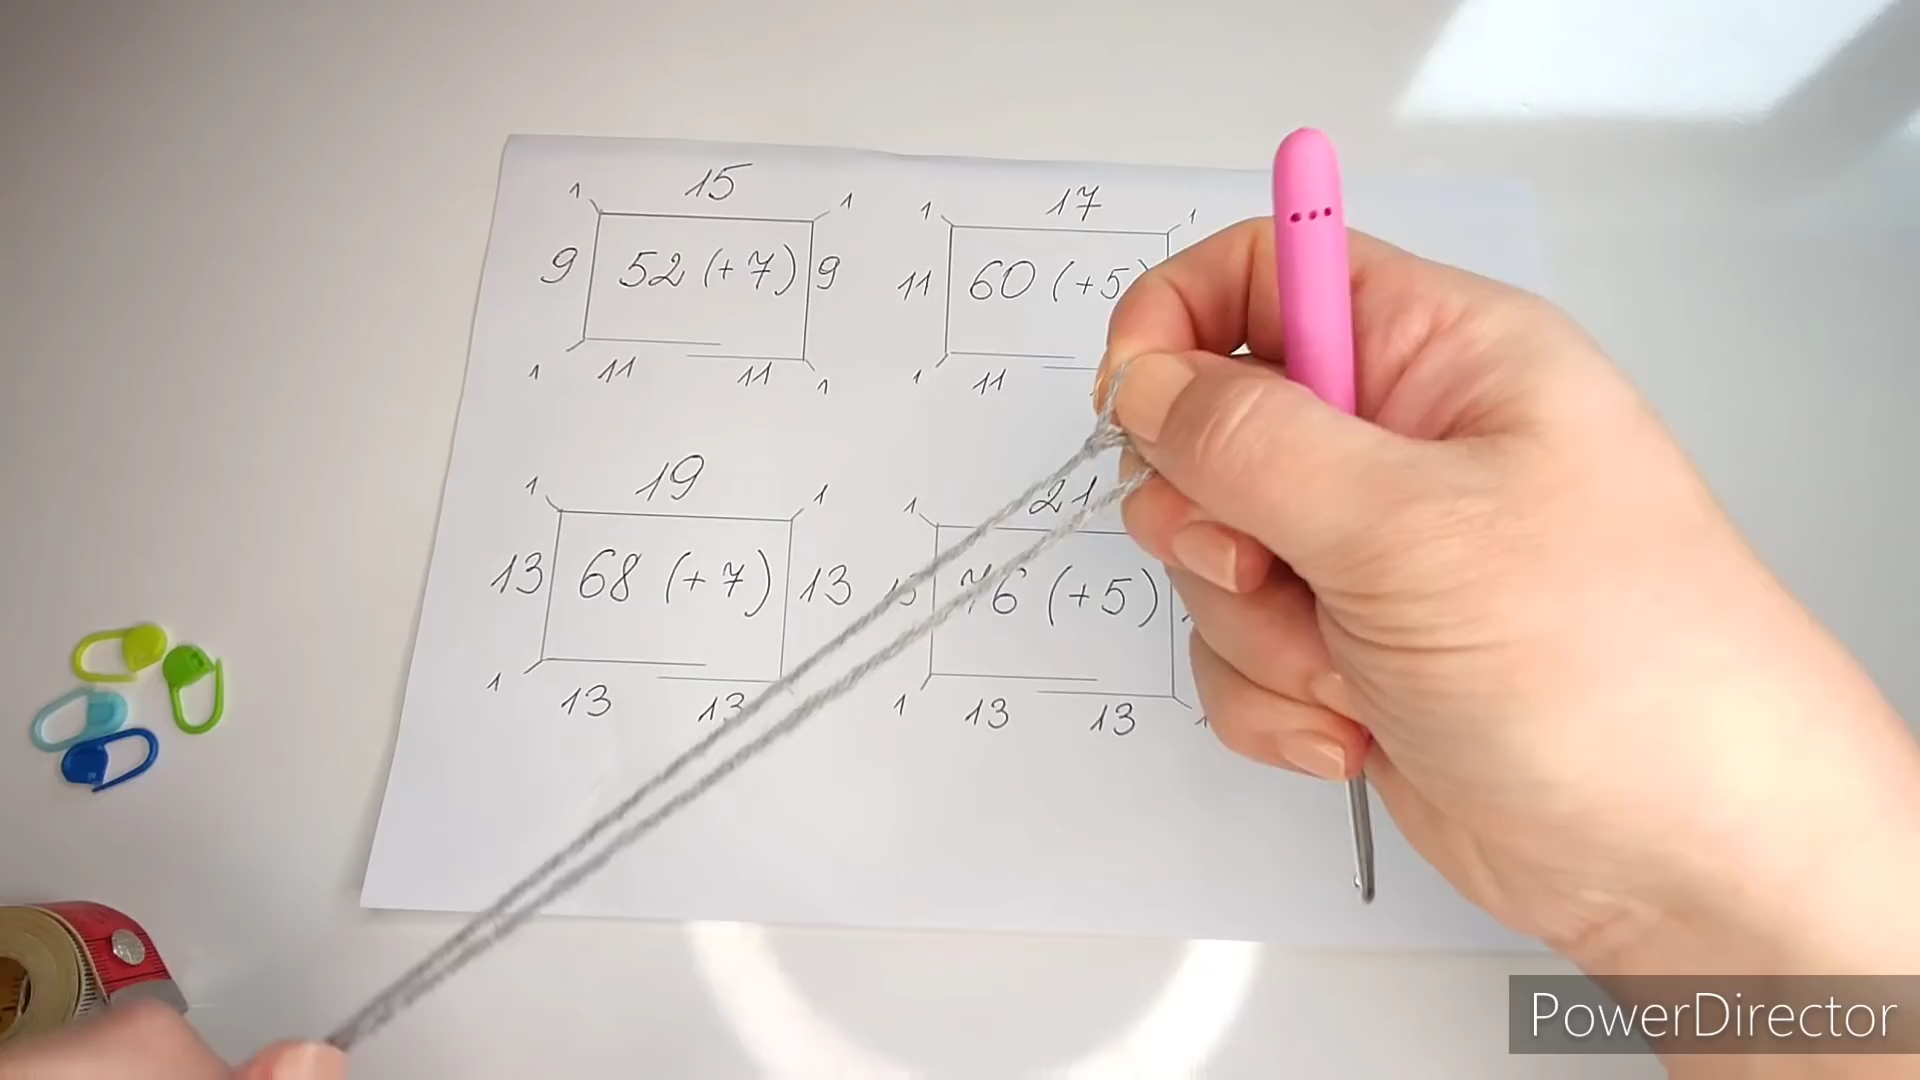 1 15 1
9 52 (+7) 9
1 11 11 1
1 17 1
11 60 (+5)
1 11
1 19 1
13 68 (+7) 13
1 13 13
1 21
76 (+5)
1 13 13
PowerDirector